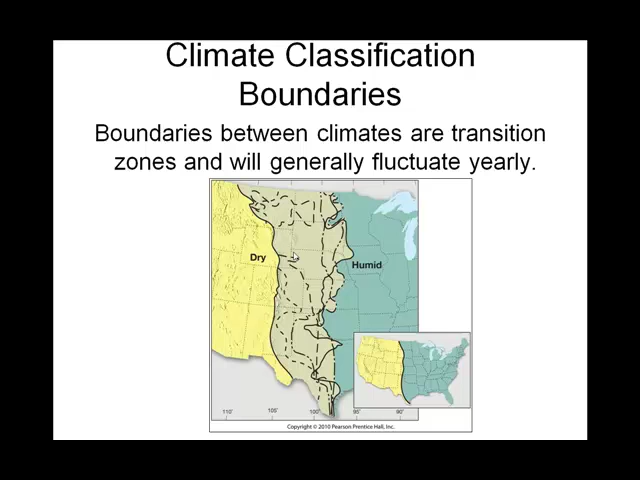 Climate Classification
Boundaries
Boundaries between climates are transition
zones and will generally fluctuate yearly.
Dry
Humid
110° 105° 100° 95° 90°
Copyright © 2010 Pearson Prentice Hall, Inc.